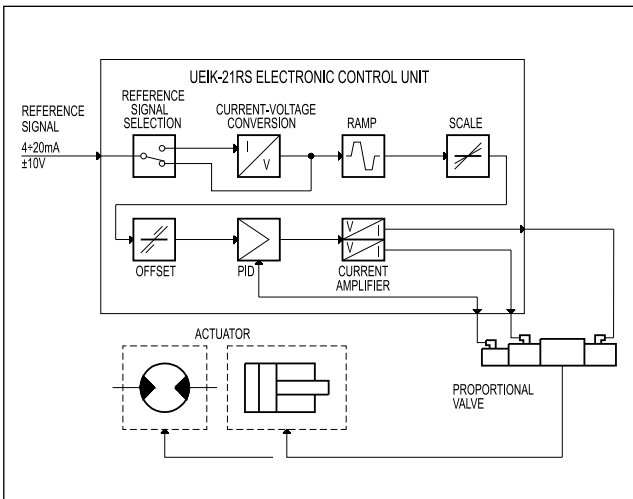 UEIK-21RS ELECTRONIC CONTROL UNIT
REFERENCE
SIGNAL
4÷20mA
±10V
REFERENCE
SIGNAL
SELECTION
CURRENT-VOLTAGE
CONVERSION
I
V
RAMP
SCALE
OFFSET
PID
V
I
V
I
CURRENT
AMPLIFIER
ACTUATOR
PROPORTIONAL
VALVE